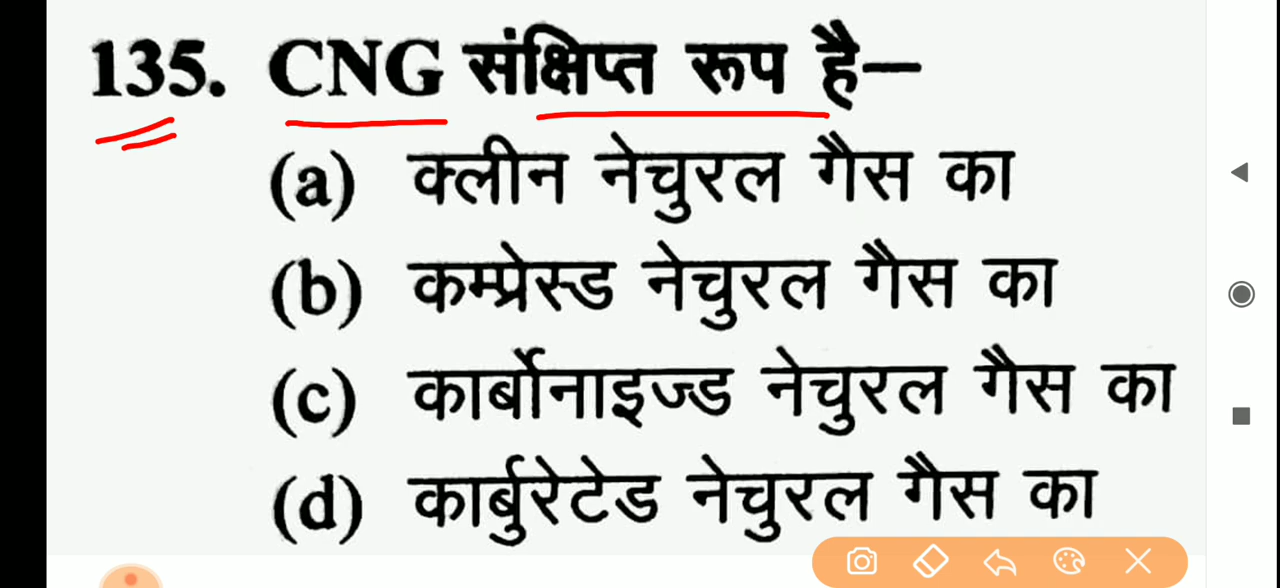 135. CNG संक्षिप्त रूप है—
(a) क्लीन नेचुरल गैस का
(b) कम्प्रेस्ड नेचुरल गैस का
(c) कार्बोनाइज्ड नेचुरल गैस का
(d) कार्बुरेटेड नेचुरल गैस का